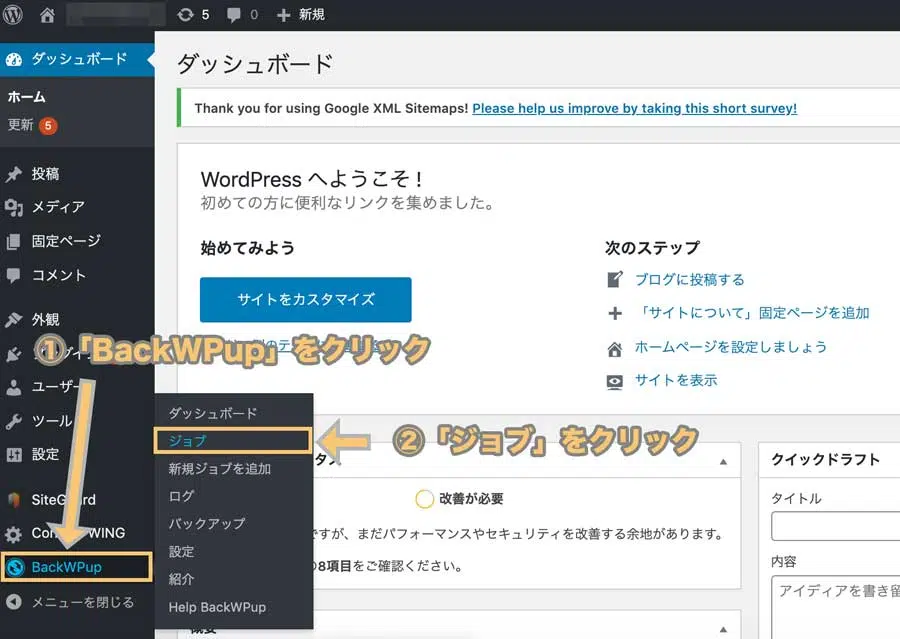 5 0 新規
ダッシュボード
ホーム
更新 5
投稿
メディア
固定ページ
コメント
外観
ユーザー
ツール
設定
SiteGuard
WING
BackWPup
メニューを閉じる
ダッシュボード
Thank you for using Google XML Sitemaps! Please help us improve by taking this short survey!
WordPress へようこそ !
初めての方に便利なリンクを集めました。
始めてみよう
サイトをカスタマイズ
次のステップ
ブログに投稿する
「サイトについて」固定ページを追加
ホームページを設定しましょう
サイトを表示
①「BackWPup」をクリック
ダッシュボード
ジョブ
新規ジョブを追加
ログ
バックアップ
設定
紹介
Help BackWPup
②「ジョブ」をクリック
改善が必要
ですが、まだパフォーマンスやセキュリティを改善する余地があります。
の8項目をご確認ください。
概要
クイックドラフト
タイトル
内容
アイディアを書き留